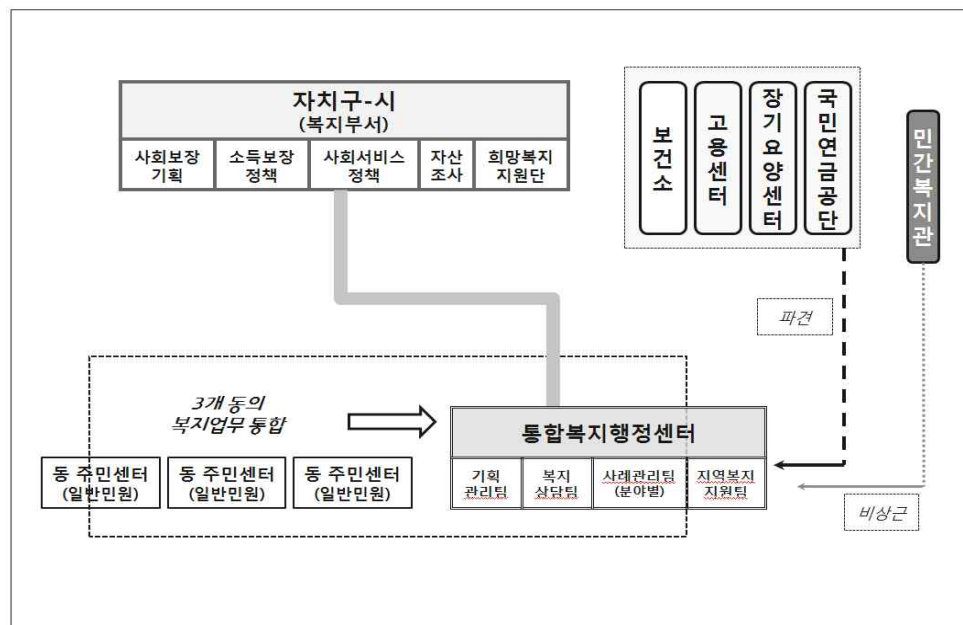 자치구-시
(복지부서)
사회보장
기획
소득보장
정책
사회서비스
정책
자산
조사
희망복지
지원단
보건소
고용센터
장기요양센터
국민연금공단
민간복지관
파견
3개 동의
복지업무 통합
통합복지행정센터
동 주민센터
(일반민원)
동 주민센터
(일반민원)
동 주민센터
(일반민원)
기획
관리팀
복지
상담팀
사례관리팀
(분야별)
지역복지
지원팀
비상근